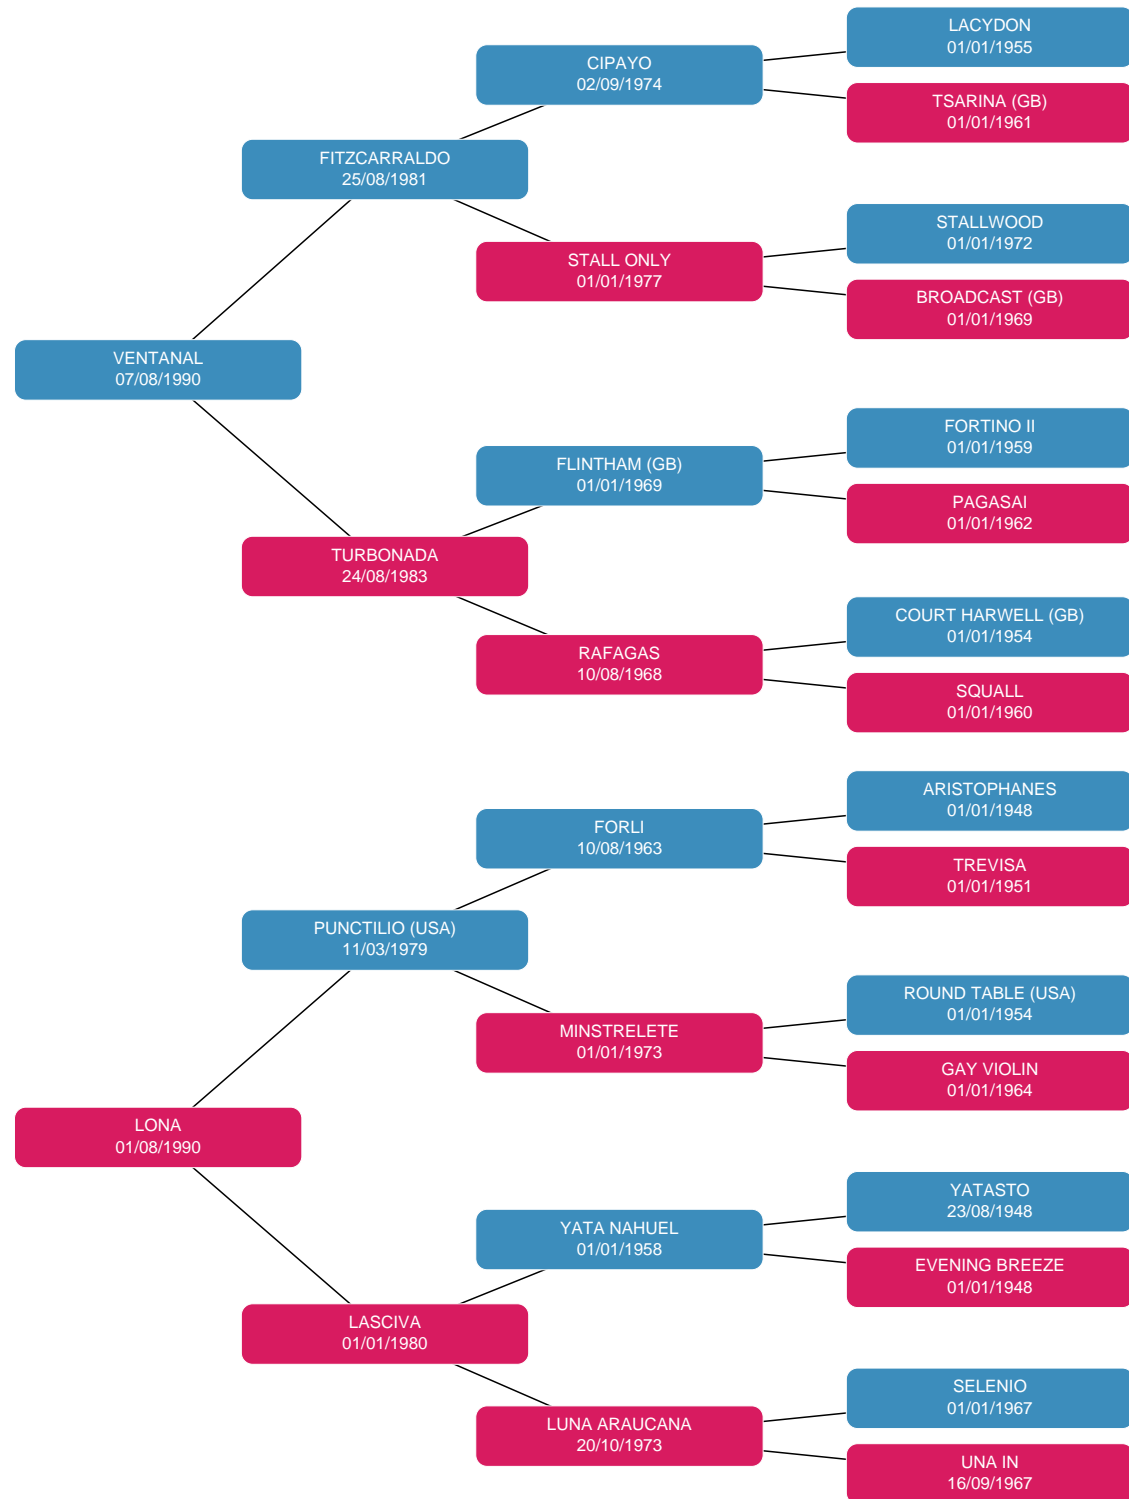 LACYDON
01/01/1955
CIPAYO
02/09/1974
TSARINA (GB)
01/01/1961
FITZCARRALDO
25/08/1981
STALLWOOD
01/01/1972
STALL ONLY
01/01/1977
BROADCAST (GB)
01/01/1969
VENTANAL
07/08/1990
FORTINO II
01/01/1959
FLINTHAM (GB)
01/01/1969
PAGASAI
01/01/1962
TURBONADA
24/08/1983
COURT HARWELL (GB)
01/01/1954
RAFAGAS
10/08/1968
SQUALL
01/01/1960
ARISTOPHANES
01/01/1948
FORLI
10/08/1963
TREVISA
01/01/1951
PUNCTILIO (USA)
11/03/1979
ROUND TABLE (USA)
01/01/1954
MINSTRELETE
01/01/1973
GAY VIOLIN
01/01/1964
LONA
01/08/1990
YATASTO
23/08/1948
YATA NAHUEL
01/01/1958
EVENING BREEZE
01/01/1948
LASCIVA
01/01/1980
SELENIO
01/01/1967
LUNA ARAUCANA
20/10/1973
UNA IN
16/09/1967